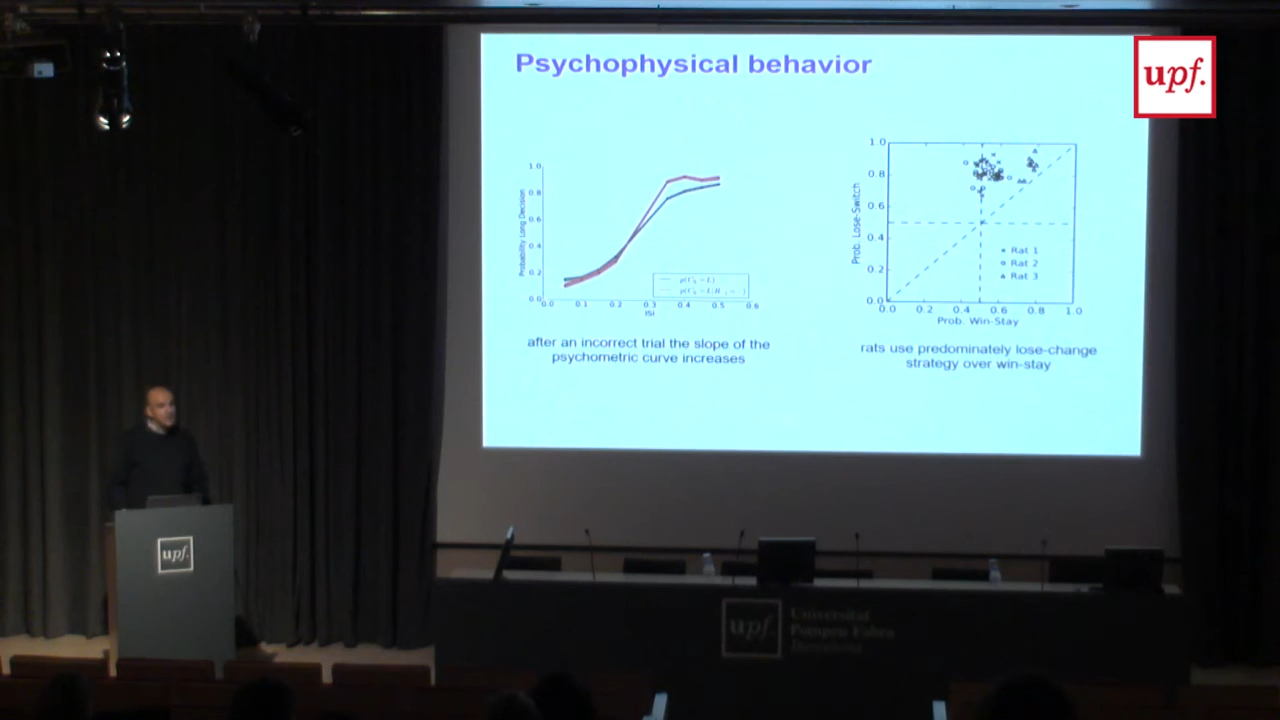 Psychophysical behavior
upf.
1.0
0.8
0.6
0.4
0.2
0.0
Probability Long Decision
0.0 0.1 0.2 0.3 0.4 0.5 0.6
ISI
after an incorrect trial the slope of the
psychometric curve increases
1.0
0.8
0.6
0.4
0.2
0.0
Prob. Lose-Switch
Rat 1
Rat 2
Rat 3
0.0 0.2 0.4 0.6 0.8 1.0
Prob. Win-Stay
rats use predominately lose-change
strategy over win-stay
upf.
upf.
Universitat
Pompeu Fabra
Barcelona